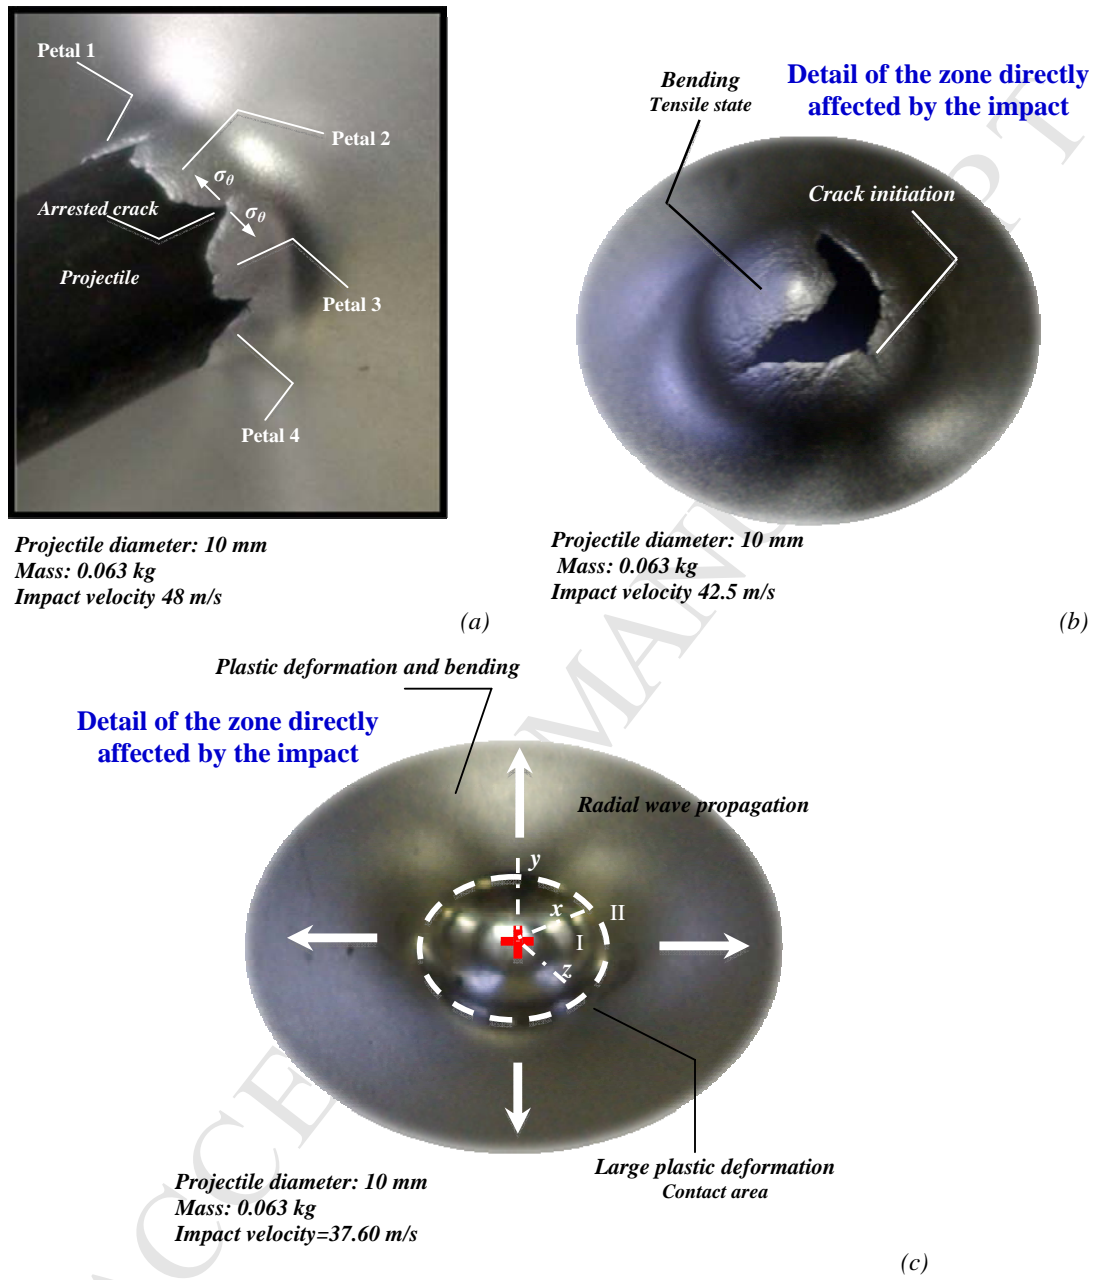 Petal 1
Petal 2
σθ
Arrested crack
σθ
Projectile
Petal 3
Petal 4
Projectile diameter: 10 mm
Mass: 0.063 kg
Impact velocity 48 m/s
(a)
Bending
Tensile state
Detail of the zone directly
affected by the impact
Crack initiation
Projectile diameter: 10 mm
Mass: 0.063 kg
Impact velocity 42.5 m/s
(b)
Plastic deformation and bending
Detail of the zone directly
affected by the impact
Radial wave propagation
y
x
II
I
z
Large plastic deformation
Contact area
Projectile diameter: 10 mm
Mass: 0.063 kg
Impact velocity=37.60 m/s
(c)